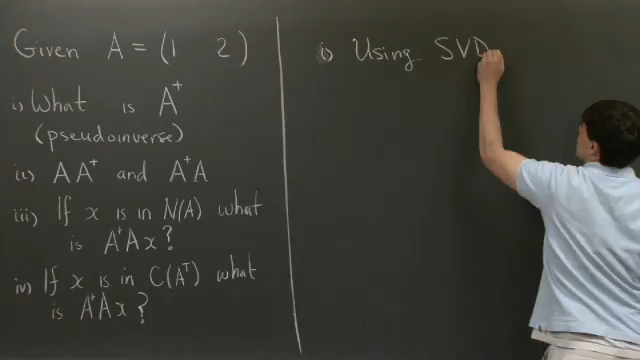 Given A = (1 2)
i) What is A⁺
(pseudoinverse)
ii) AA⁺ and A⁺A
iii) If x is in N(A) what
is A⁺Ax?
iv) If x is in C(Aᵀ) what
is A⁺Ax?
i) Using SVD